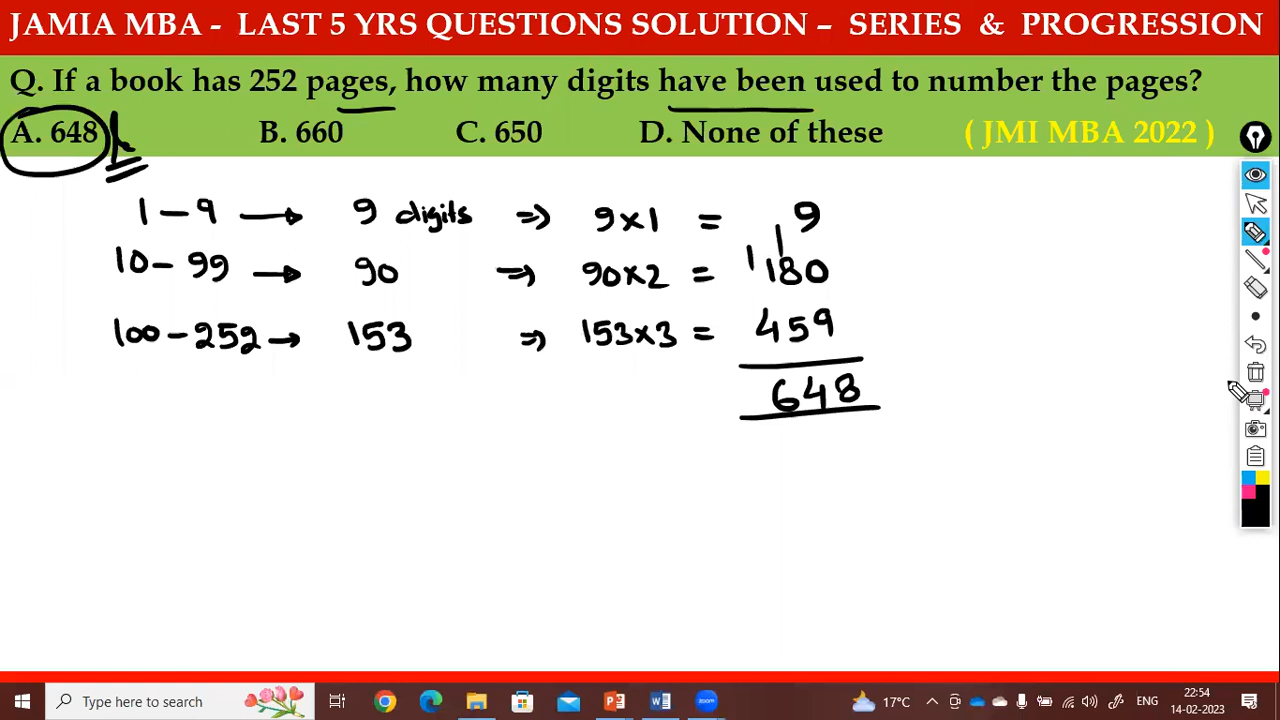 JAMIA MBA - LAST 5 YRS QUESTIONS SOLUTION – SERIES & PROGRESSION
Q. If a book has 252 pages, how many digits have been used to number the pages?
A. 648 B. 660 C. 650 D. None of these ( JMI MBA 2022 )
1 – 9 → 9 digits ⇒ 9×1 = 9
10 – 99 → 90 ⇒ 90×2 = 180
100 – 252 → 153 ⇒ 153×3 = 459
648
Type here to search
17°C
ENG
22:54
14-02-2023